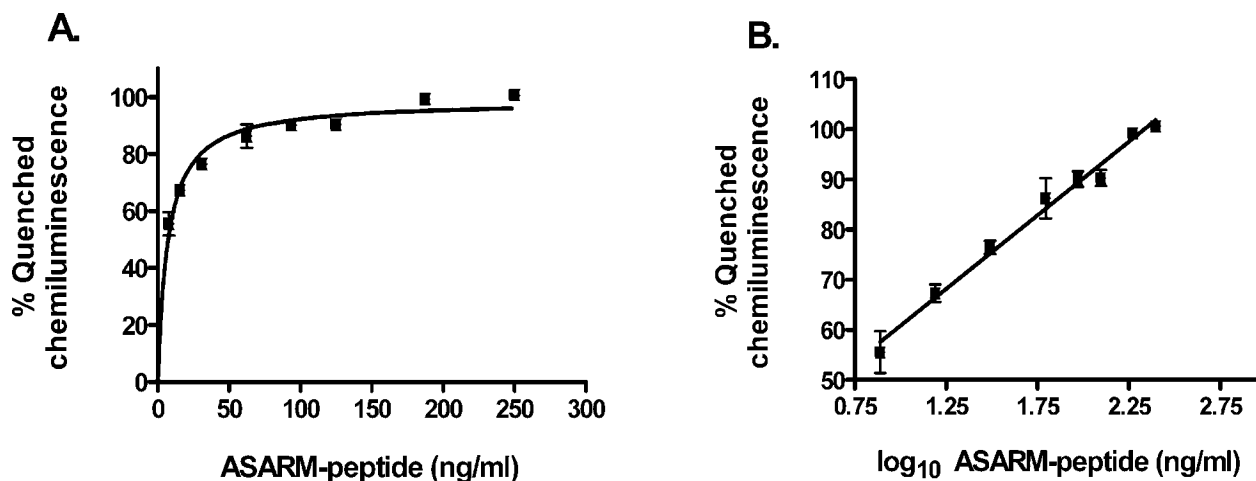 A.
% Quenched
chemiluminescence
100
80
60
40
20
0
0 50 100 150 200 250 300
ASARM-peptide (ng/ml)
B.
% Quenched
chemiluminescence
110
100
90
80
70
60
50
0.75 1.25 1.75 2.25 2.75
log10 ASARM-peptide (ng/ml)